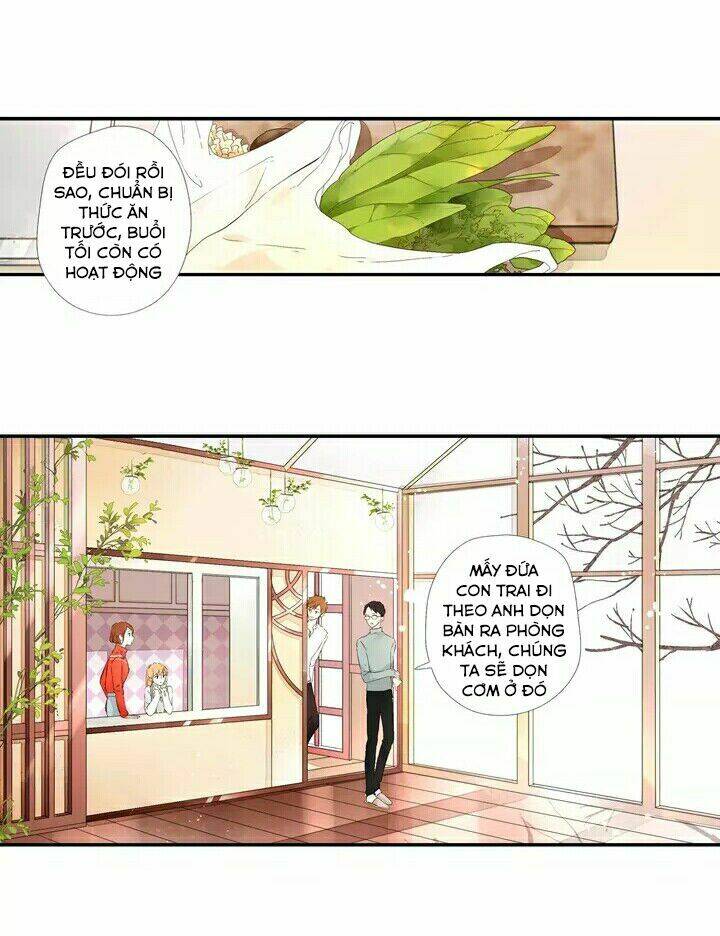 ĐỀU ĐÓI RỒI
SAO, CHUẨN BỊ
THỨC ĂN
TRƯỚC, BUỔI
TỐI CÒN CÓ
HOẠT ĐỘNG
MẤY ĐỨA
CON TRAI ĐI
THEO ANH DỌN
BÀN RA PHÒNG
KHÁCH, CHÚNG
TA SẼ DỌN
CƠM Ở ĐÓ